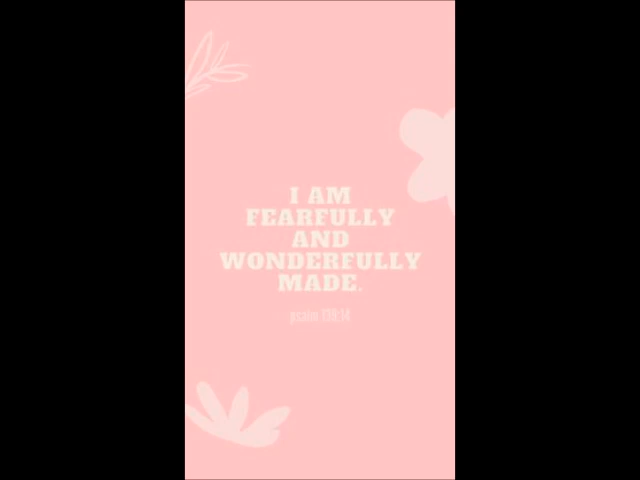 I AM
FEARFULLY
AND
WONDERFULLY
MADE.
psalm 139:14